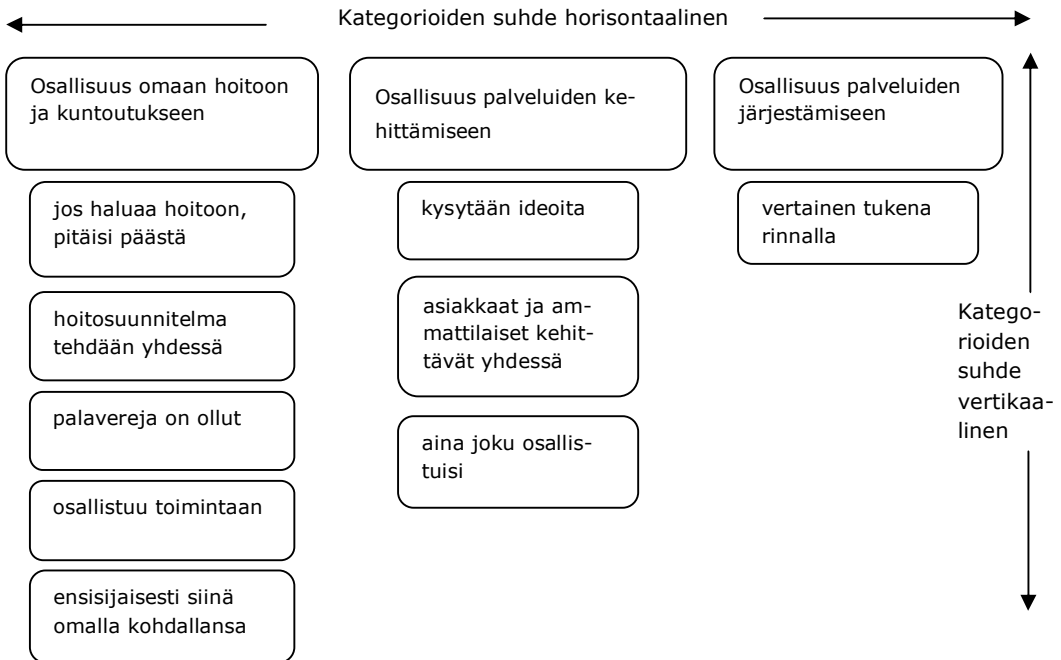 Kategorioiden suhde horisontaalinen
Osallisuus omaan hoitoon
ja kuntoutukseen
jos haluaa hoitoon,
pitäisi päästä
hoitosuunnitelma
tehdään yhdessä
palavereja on ollut
osallistuu toimintaan
ensisijaisesti siinä
omalla kohdallansa
Osallisuus palveluiden ke-
hittämiseen
kysytään ideoita
asiakkaat ja am-
mattilaiset kehit-
tävät yhdessä
aina joku osallis-
tuisi
Osallisuus palveluiden
järjestämiseen
vertainen tukena
rinnalla
Katego-
rioiden
suhde
vertikaa-
linen